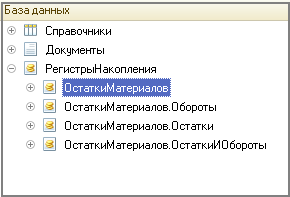 База данных
Справочники
Документы
РегистрыНакопления
ОстаткиМатериалов
ОстаткиМатериалов.Обороты
ОстаткиМатериалов.Остатки
ОстаткиМатериалов.ОстаткиИОбороты